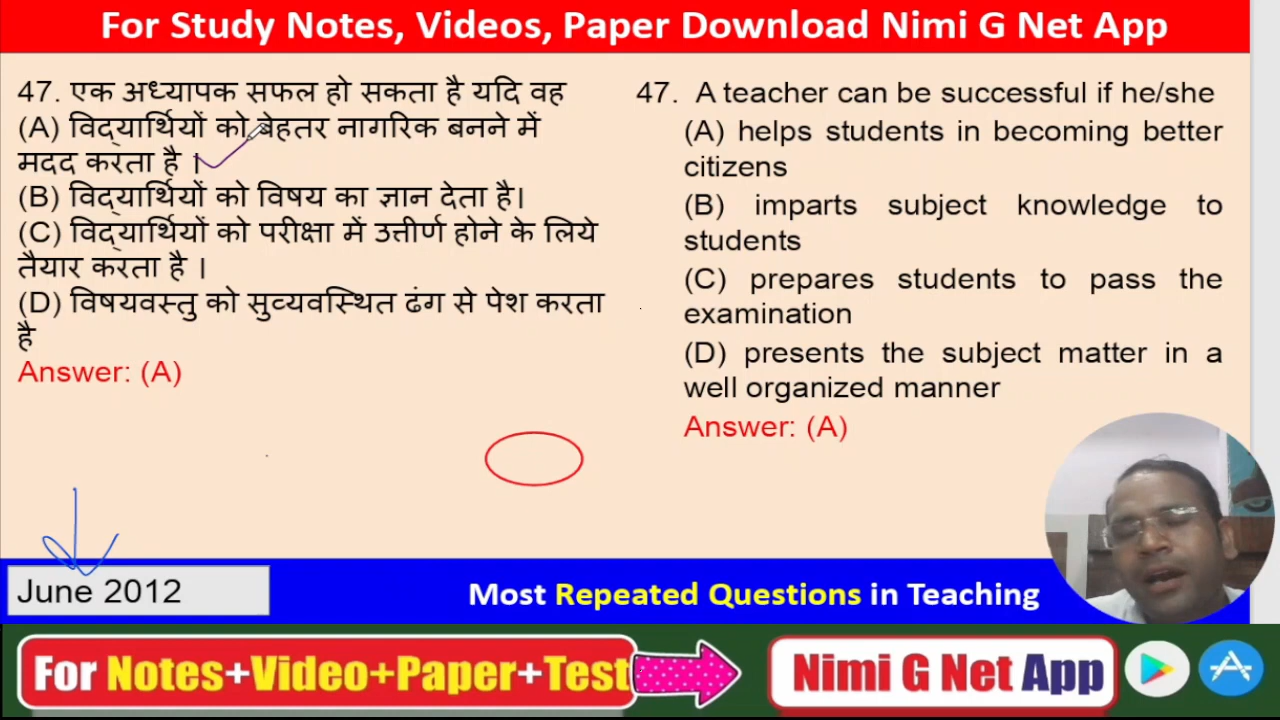 For Study Notes, Videos, Paper Download Nimi G Net App
47. एक अध्यापक सफल हो सकता है यदि वह
(A) विद्यार्थियों को बेहतर नागरिक बनने में
मदद करता है ।
(B) विद्यार्थियों को विषय का ज्ञान देता है।
(C) विद्यार्थियों को परीक्षा में उत्तीर्ण होने के लिये
तैयार करता है ।
(D) विषयवस्तु को सुव्यवस्थित ढंग से पेश करता
है
Answer: (A)
47. A teacher can be successful if he/she
(A) helps students in becoming better
citizens
(B) imparts subject knowledge to
students
(C) prepares students to pass the
examination
(D) presents the subject matter in a
well organized manner
Answer: (A)
June 2012
Most Repeated Questions in Teaching
For Notes+Video+Paper+Test
Nimi G Net App